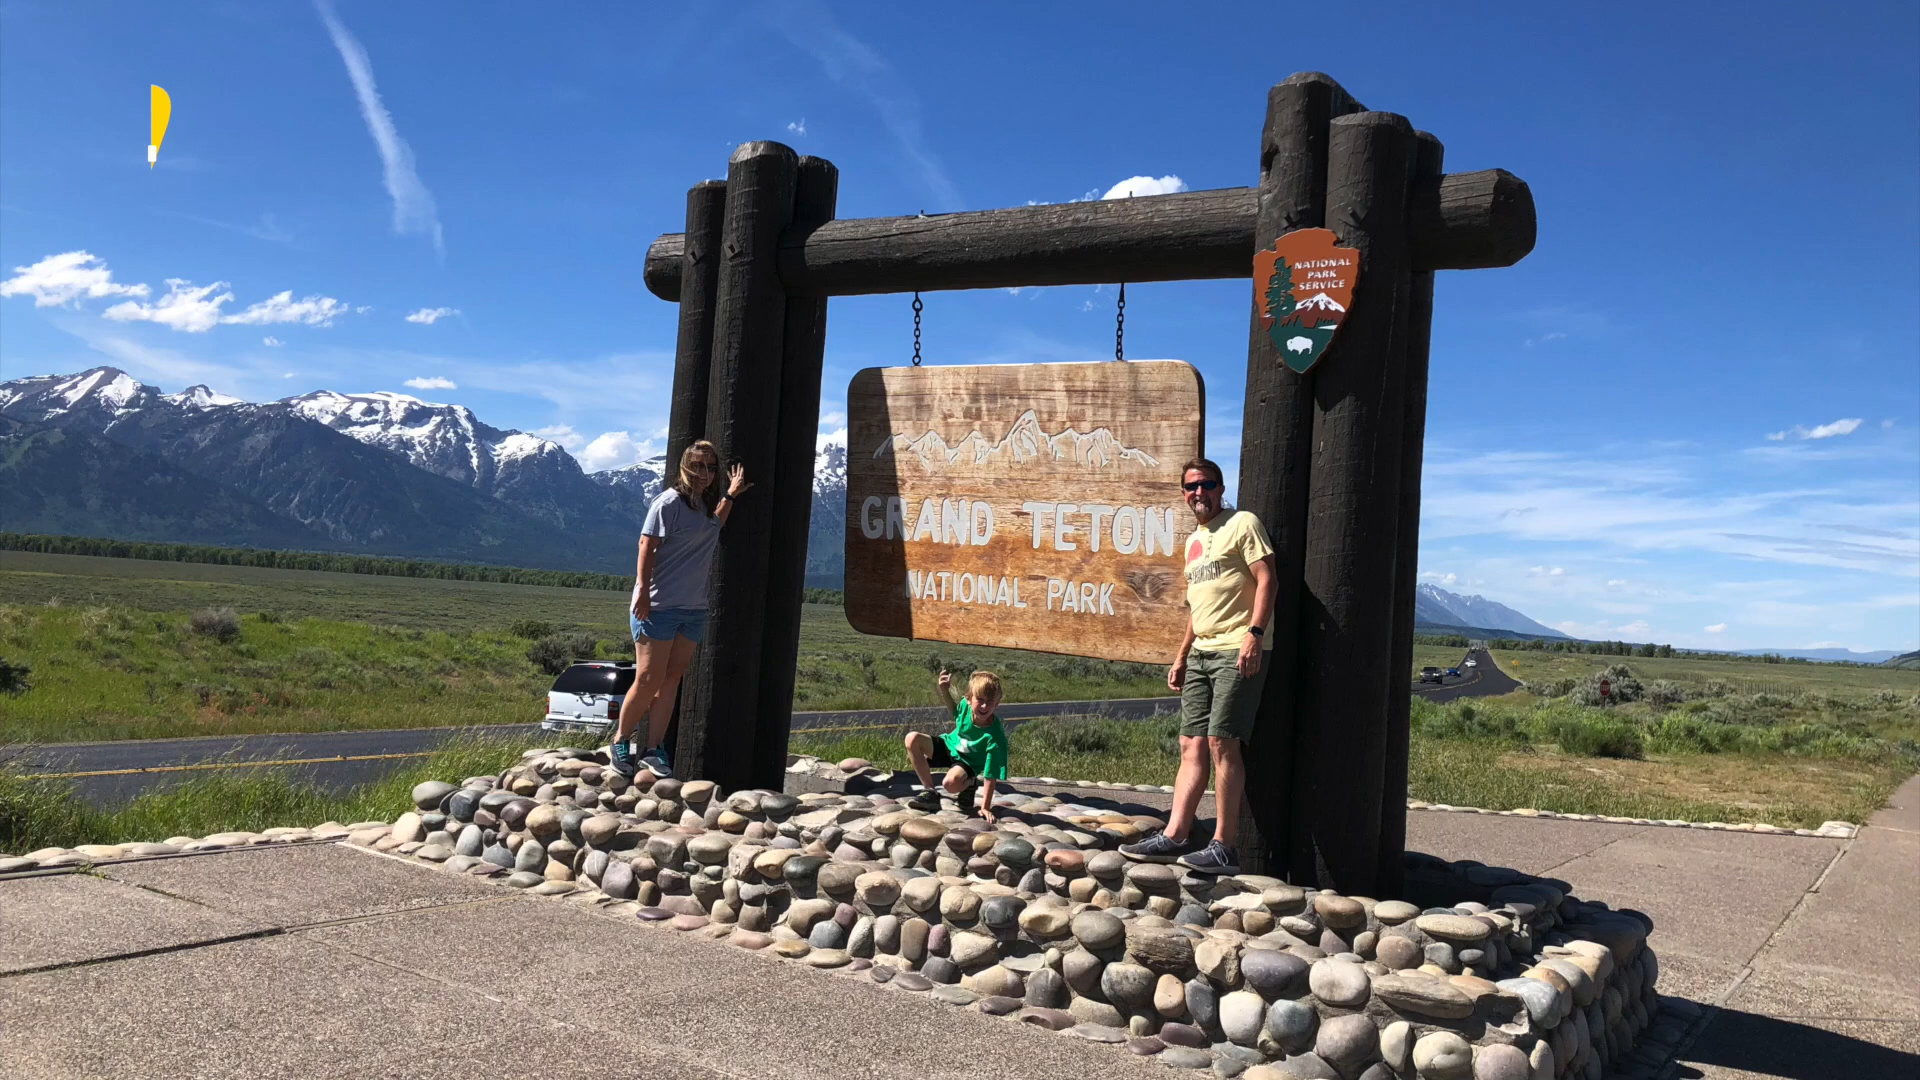 NATIONAL
PARK
SERVICE
GRAND TETON
NATIONAL PARK